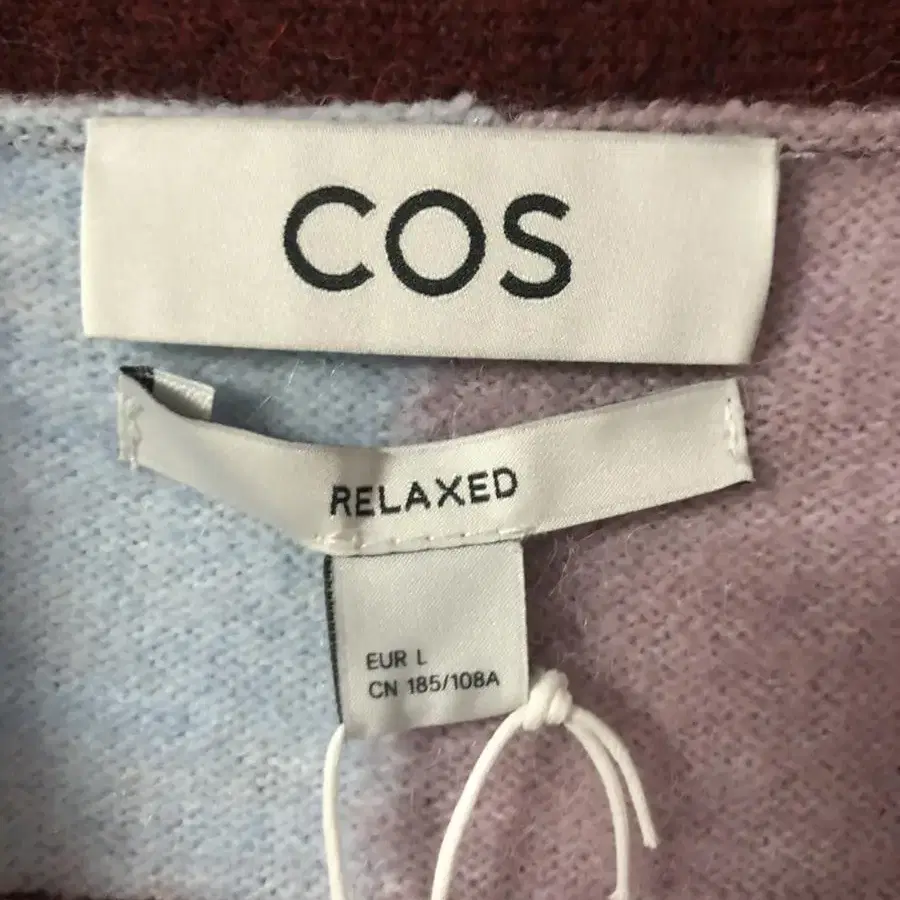 COS
RELAXED
EUR L
CN 185/108A